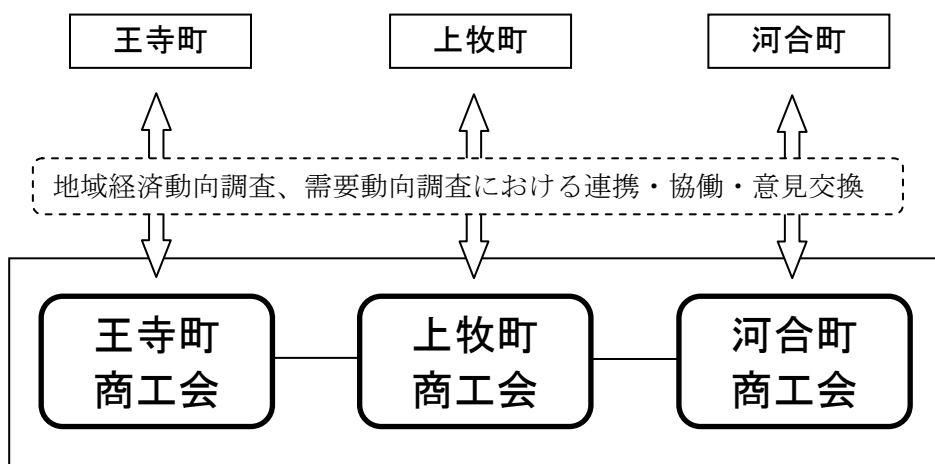 王寺町
上牧町
河合町
地域経済動向調査、需要動向調査における連携・協働・意見交換
王寺町
商工会
上牧町
商工会
河合町
商工会